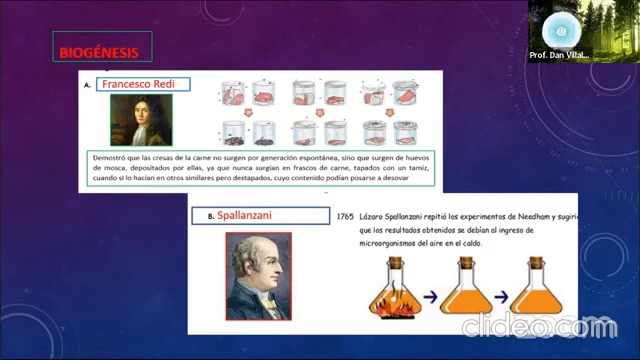 BIOGÉNESIS
Prof. Dan Villal...
A. Francesco Redi
Demostró que las cresas de la carne no surgen por generación espontánea, sino que surgen de huevos
de mosca, depositados por ellas, ya que nunca surgían en frascos de carne, tapados con un tamiz,
cuando si lo hacían en otros similares pero destapados, cuyo contenido podían posarse a desovar
B. Spallanzani
1765 Lázaro Spallanzani repitió los experimentos de Needham y sugirió
que los resultados obtenidos se debían al ingreso de
microorganismos del aire en el caldo.
clideo.com